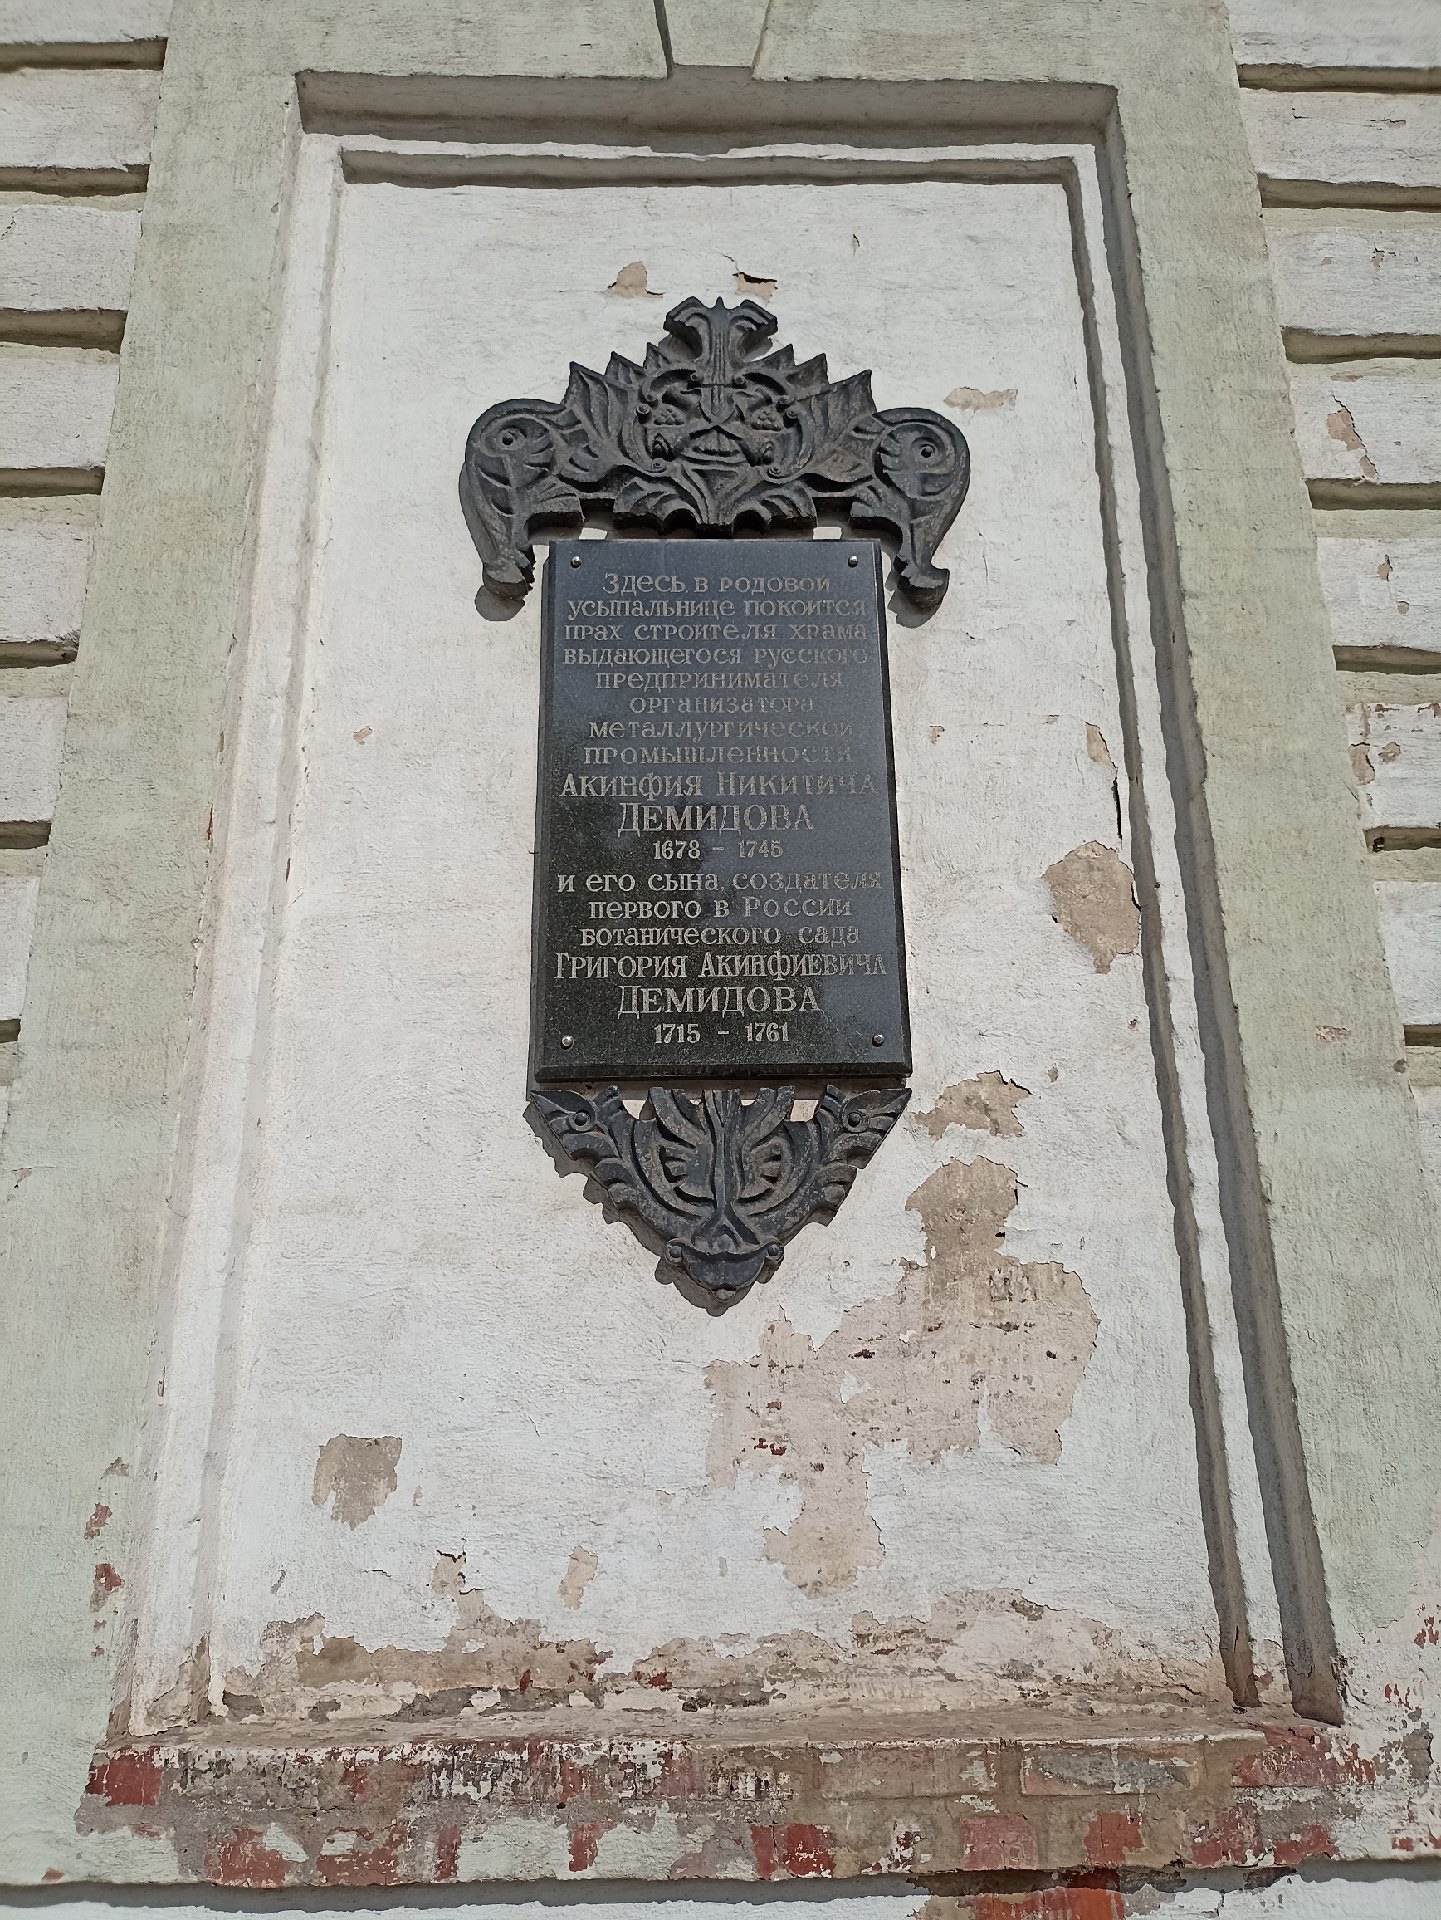 Здесь, в родовой
усыпальнице покоится
прах строителя храма
выдающегося русского
предпринимателя
организатора
металлургической
промышленности
Акинфия Никитича
Демидова
1678 - 1745
и его сына, создателя
первого в России
ботанического сада
Григория Акинфиевича
Демидова
1715 - 1761